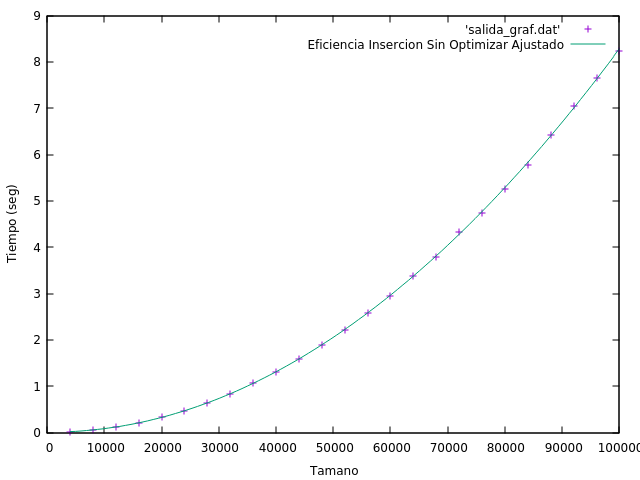 'salida_graf.dat'
Eficiencia Insercion Sin Optimizar Ajustado
9
8
7
6
5
4
3
2
1
0
Tiempo (seg)
0 10000 20000 30000 40000 50000 60000 70000 80000 90000 100000
Tamano